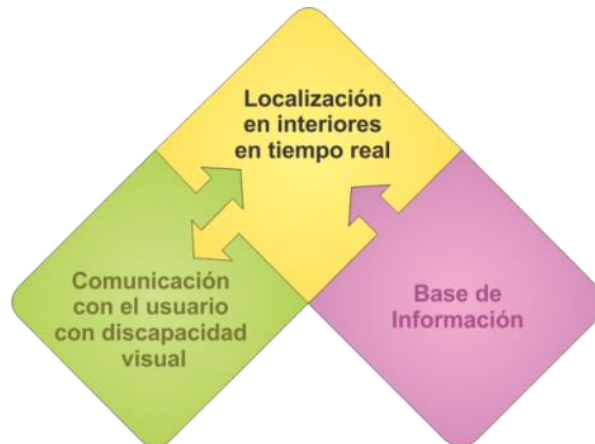 Localización
en interiores
en tiempo real
Comunicación
con el usuario
con discapacidad
visual
Base de
Información